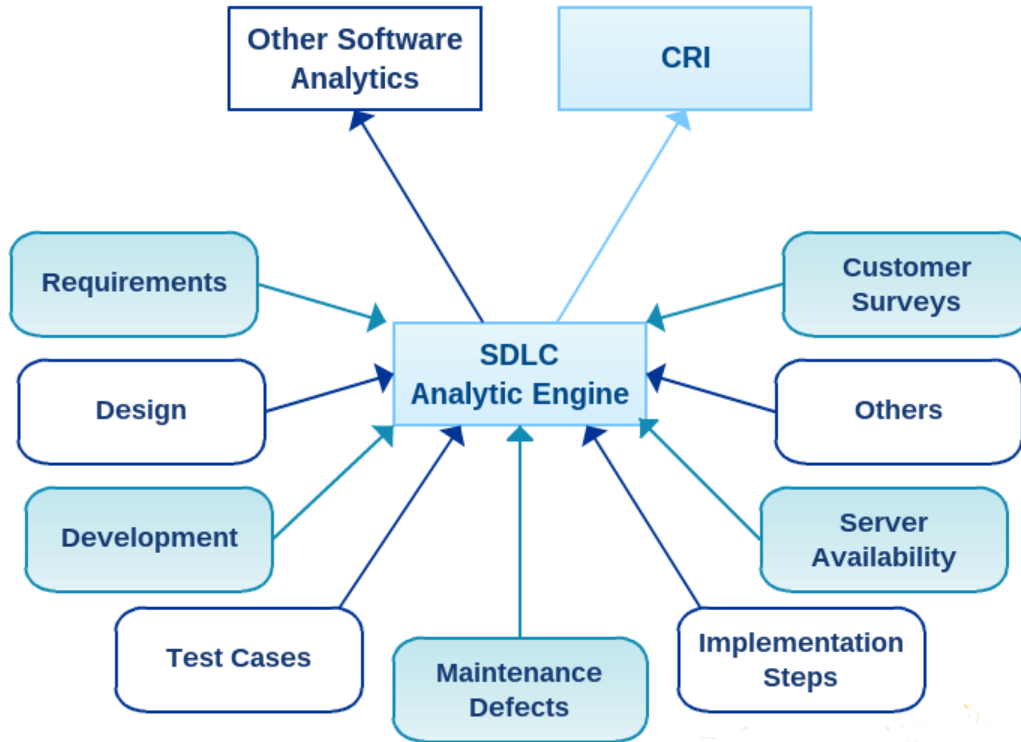 Other Software
Analytics
CRI
Requirements
Customer
Surveys
SDLC
Analytic Engine
Design
Others
Development
Server
Availability
Test Cases
Maintenance
Defects
Implementation
Steps